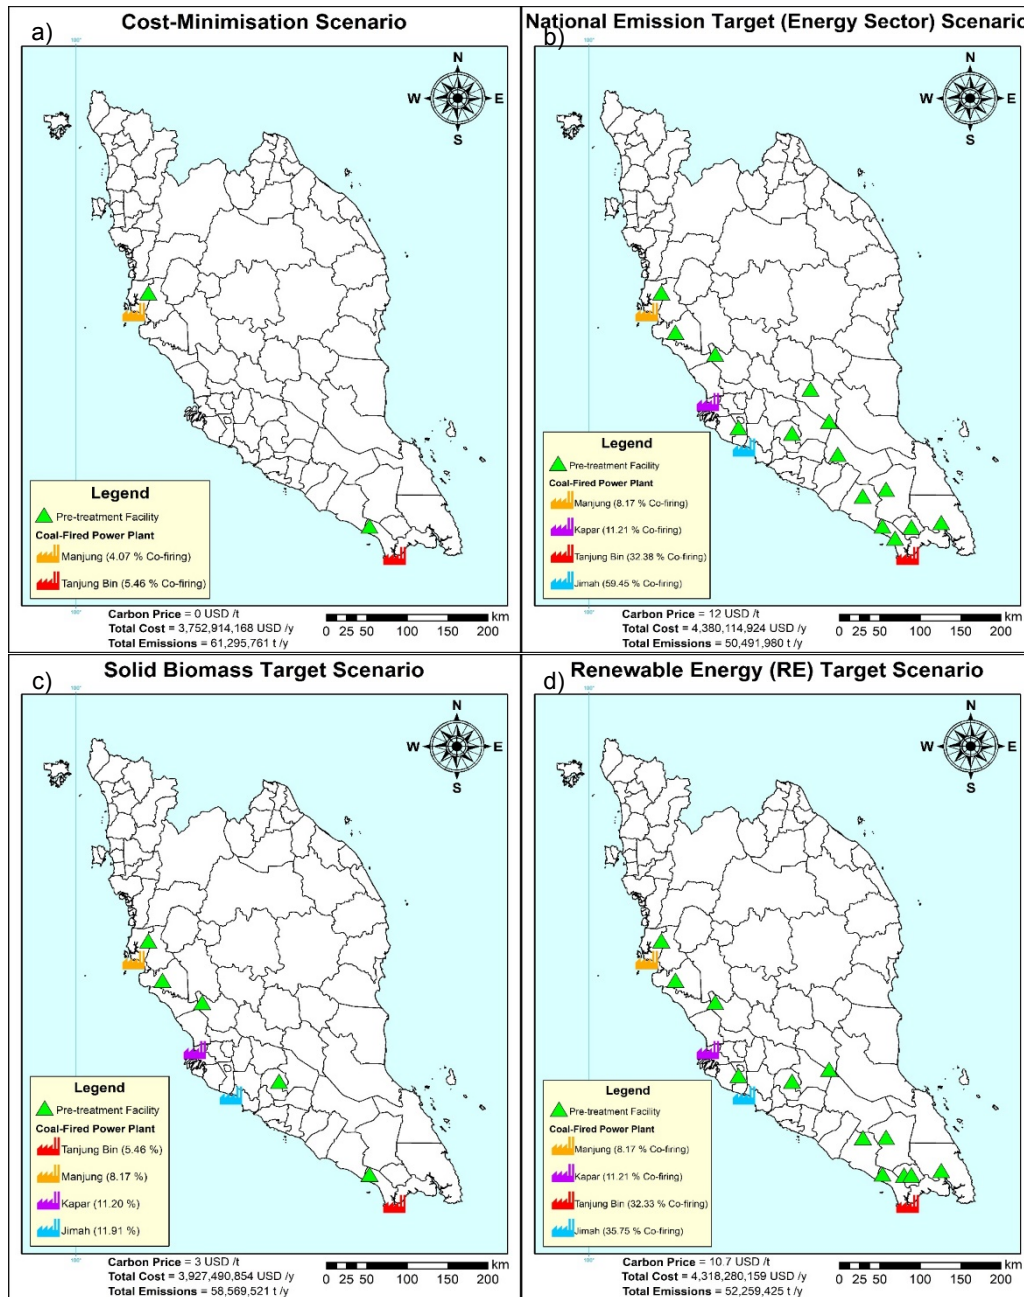 a)
Cost-Minimisation Scenario
100°
N
W
E
S
Legend
Pre-treatment Facility
Coal-Fired Power Plant
Manjung (4.07 % Co-firing)
Tanjung Bin (5.46 % Co-firing)
100°
Carbon Price = 0 USD /t
Total Cost = 3,752,914,168 USD /y
Total Emissions = 61,295,761 t /y
km
0 25 50 100 150 200
b)
National Emission Target (Energy Sector) Scenario
100°
N
W
E
S
Legend
Pre-treatment Facility
Coal-Fired Power Plant
Manjung (8.17 % Co-firing)
Kapar (11.21 % Co-firing)
Tanjung Bin (32.38 % Co-firing)
Jimah (59.45 % Co-firing)
100°
Carbon Price = 12 USD /t
Total Cost = 4,380,114,924 USD /y
Total Emissions = 50,491,980 t /y
km
0 25 50 100 150 200
c)
Solid Biomass Target Scenario
100°
N
W
E
S
Legend
Pre-treatment Facility
Coal-Fired Power Plant
Tanjung Bin (5.46 %)
Manjung (8.17 %)
Kapar (11.20 %)
Jimah (11.91 %)
100°
Carbon Price = 3 USD /t
Total Cost = 3,927,490,854 USD /y
Total Emissions = 58,569,521 t /y
km
0 25 50 100 150 200
d)
Renewable Energy (RE) Target Scenario
100°
N
W
E
S
Legend
Pre-treatment Facility
Coal-Fired Power Plant
Manjung (8.17 % Co-firing)
Kapar (11.21 % Co-firing)
Tanjung Bin (32.33 % Co-firing)
Jimah (35.75 % Co-firing)
100°
Carbon Price = 10.7 USD /t
Total Cost = 4,318,280,159 USD /y
Total Emissions = 52,259,425 t /y
km
0 25 50 100 150 200